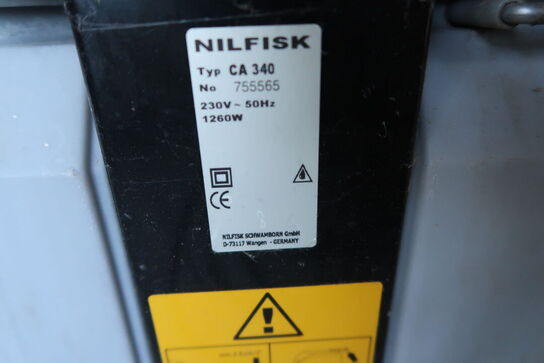 NILFISK
Typ CA 340
No 755565
230V ~ 50Hz
1260W
CE
NILFISK SCHWAMBORN GmbH
D-73117 Wangen - GERMANY